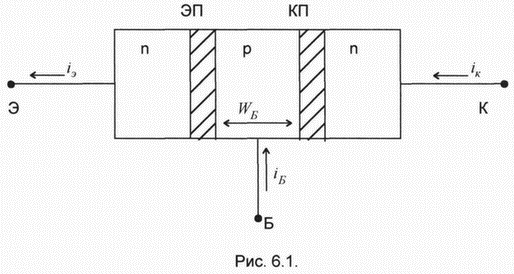 ЭП КП
n p n
iэ iк
Э WБ К
iБ
Б
Рис. 6.1.